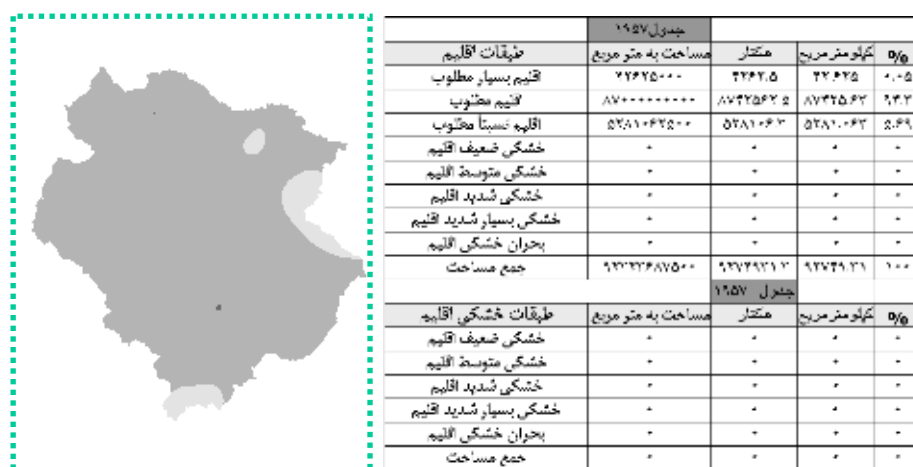 جدول ۱۹۵۷
طبقات اقلیم مساحت به متر مربع هکتار کیلومتر مربع %
اقلیم بسیار مطلوب ۴۲۶۲.۵ ۴۲.۶۲۵ ۰.۰۵
اقلیم مطلوب ۸۷۴۲۵.۶۲ ۹۴.۳
اقلیم نسبتاً مطلوب ۵۲۸۱۰۶۲۵۰۰ ۵۲۸۱۰۶.۳ ۵۲۸۱.۰۶۳ ۵.۶۹
خشکی ضعیف اقلیم ۰ ۰ ۰ ۰
خشکی متوسط اقلیم ۰ ۰ ۰ ۰
خشکی شدید اقلیم ۰ ۰ ۰ ۰
خشکی بسیار شدید اقلیم ۰ ۰ ۰ ۰
بحران خشکی اقلیم ۰ ۰ ۰ ۰
جمع مساحت ۹۲۷۴۹.۳۱ ۱۰۰
جدول ۱۹۵۷
طبقات خشکی اقلیم مساحت به متر مربع هکتار کیلومتر مربع %
خشکی ضعیف اقلیم ۰ ۰ ۰ ۰
خشکی متوسط اقلیم ۰ ۰ ۰ ۰
خشکی شدید اقلیم ۰ ۰ ۰ ۰
خشکی بسیار شدید اقلیم ۰ ۰ ۰ ۰
بحران خشکی اقلیم ۰ ۰ ۰ ۰
جمع مساحت ۰ ۰ ۰ ۰